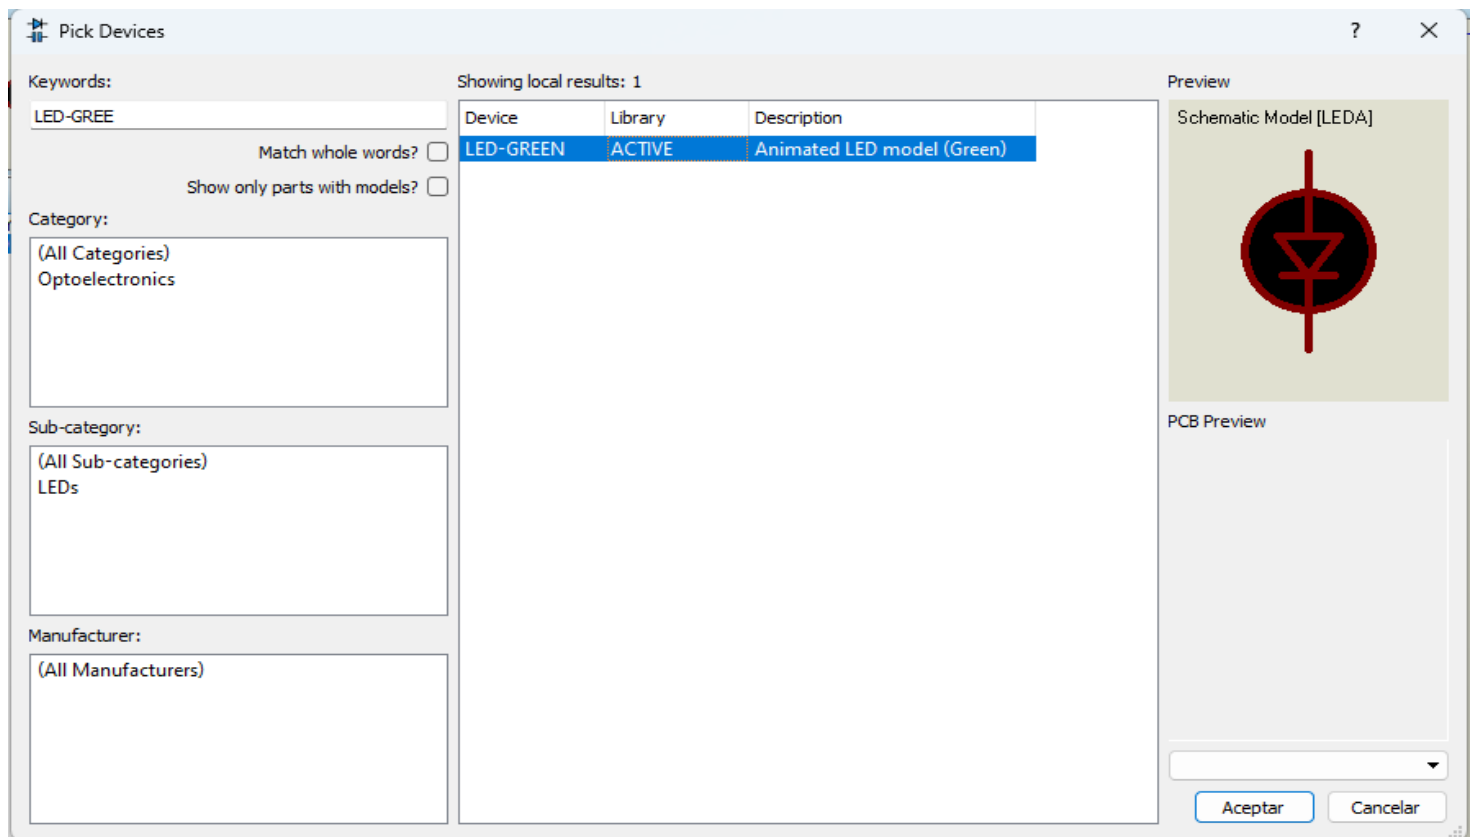 Pick Devices
?
Keywords:
LED-GREE
Match whole words?
Show only parts with models?
Category:
(All Categories)
Optoelectronics
Sub-category:
(All Sub-categories)
LEDs
Manufacturer:
(All Manufacturers)
Showing local results: 1
Device Library Description
LED-GREEN ACTIVE Animated LED model (Green)
Preview
Schematic Model [LEDA]
PCB Preview
Aceptar Cancelar